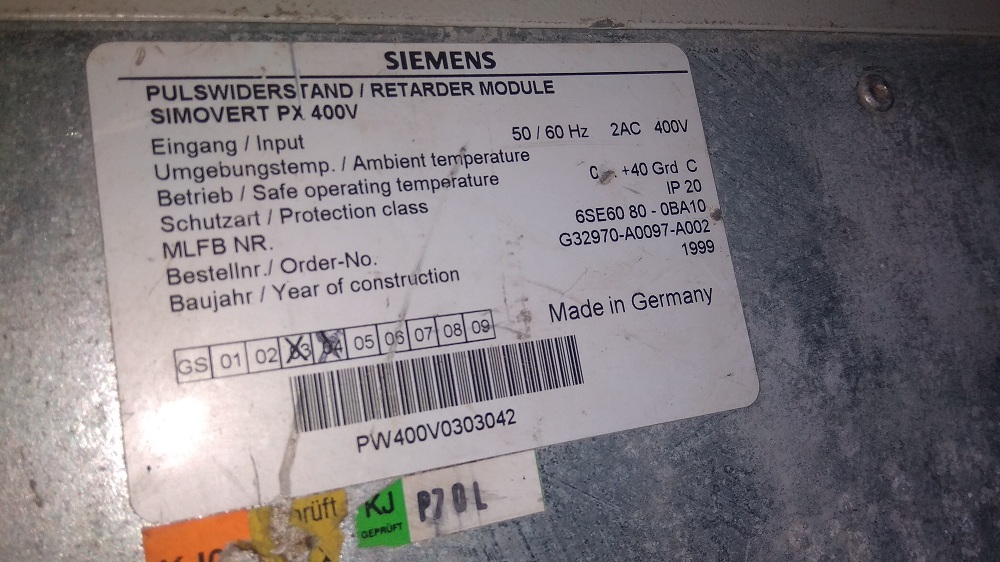 SIEMENS
PULSWIDERSTAND / RETARDER MODULE
SIMOVERT PX 400V
Eingang / Input 50 / 60 Hz 2AC 400V
Umgebungstemp. / Ambient temperature
Betrieb / Safe operating temperature +40 Grd C
Schutzart / Protection class IP 20
MLFB NR. 6SE60 80 - 0BA10
Bestellnr./ Order-No. G32970-A0097-A002
Baujahr / Year of construction 1999
Made in Germany
GS 01 02 03 04 05 06 07 08 09
PW400V0303042
KJ
GEPRÜFT
P70L